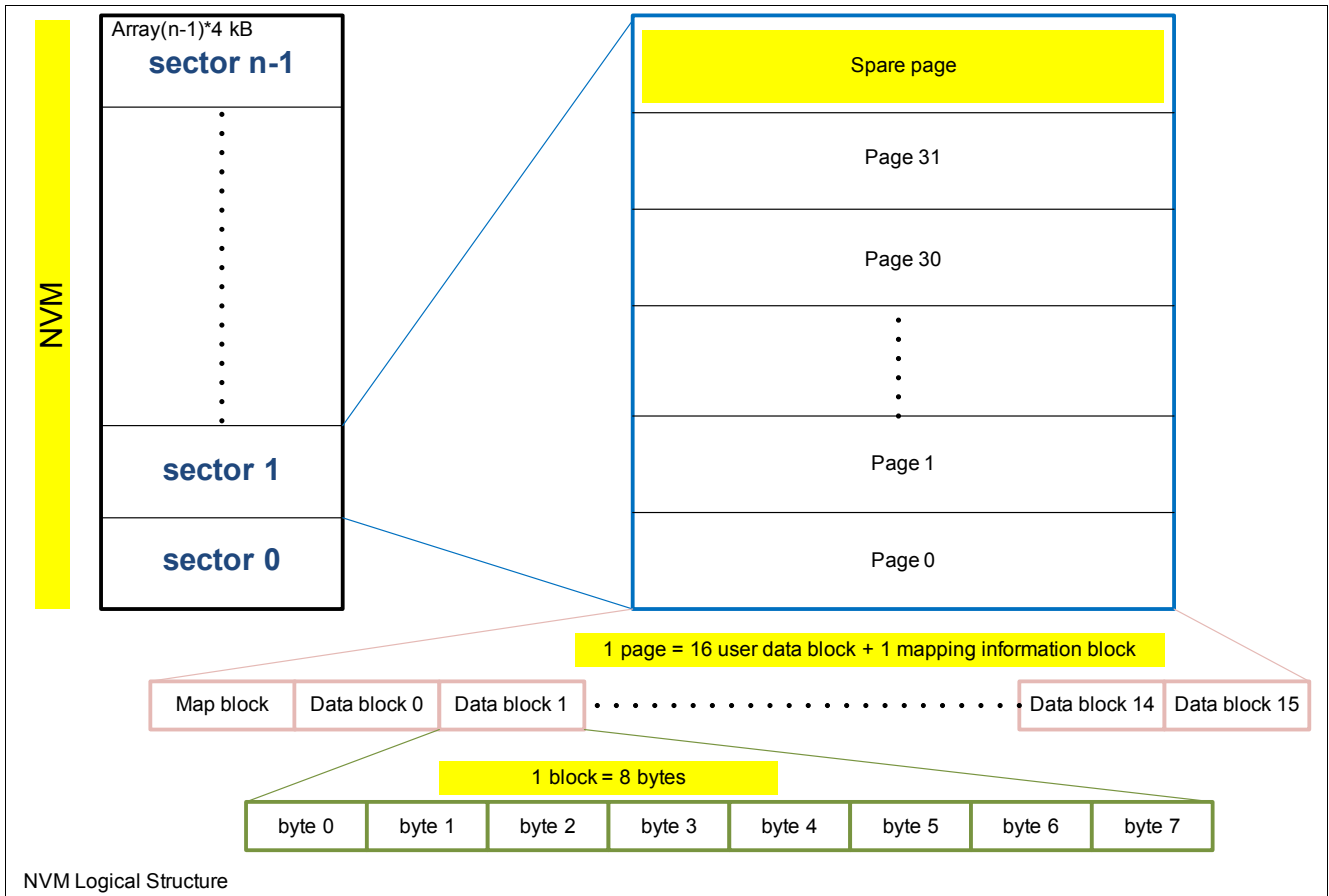 Array(n-1)*4 kB
sector n-1
sector 1
sector 0
NVM
Spare page
Page 31
Page 30
Page 1
Page 0
1 page = 16 user data block + 1 mapping information block
Map block Data block 0 Data block 1 Data block 14 Data block 15
1 block = 8 bytes
byte 0 byte 1 byte 2 byte 3 byte 4 byte 5 byte 6 byte 7
NVM Logical Structure